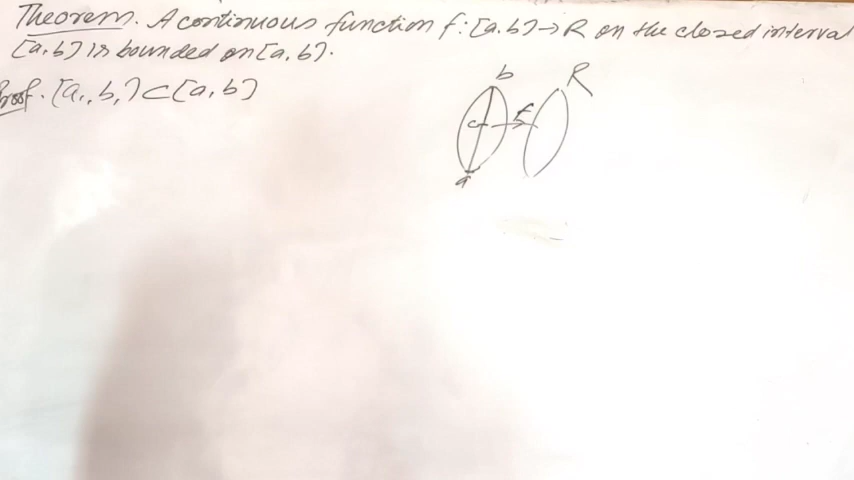 Theorem. A continuous function f: [a.b) → R on the closed interval
[a,b] is bounded on [a,b].
Proof. [a₁, b₁] ⊂ [a, b]
b
R
c
f
a